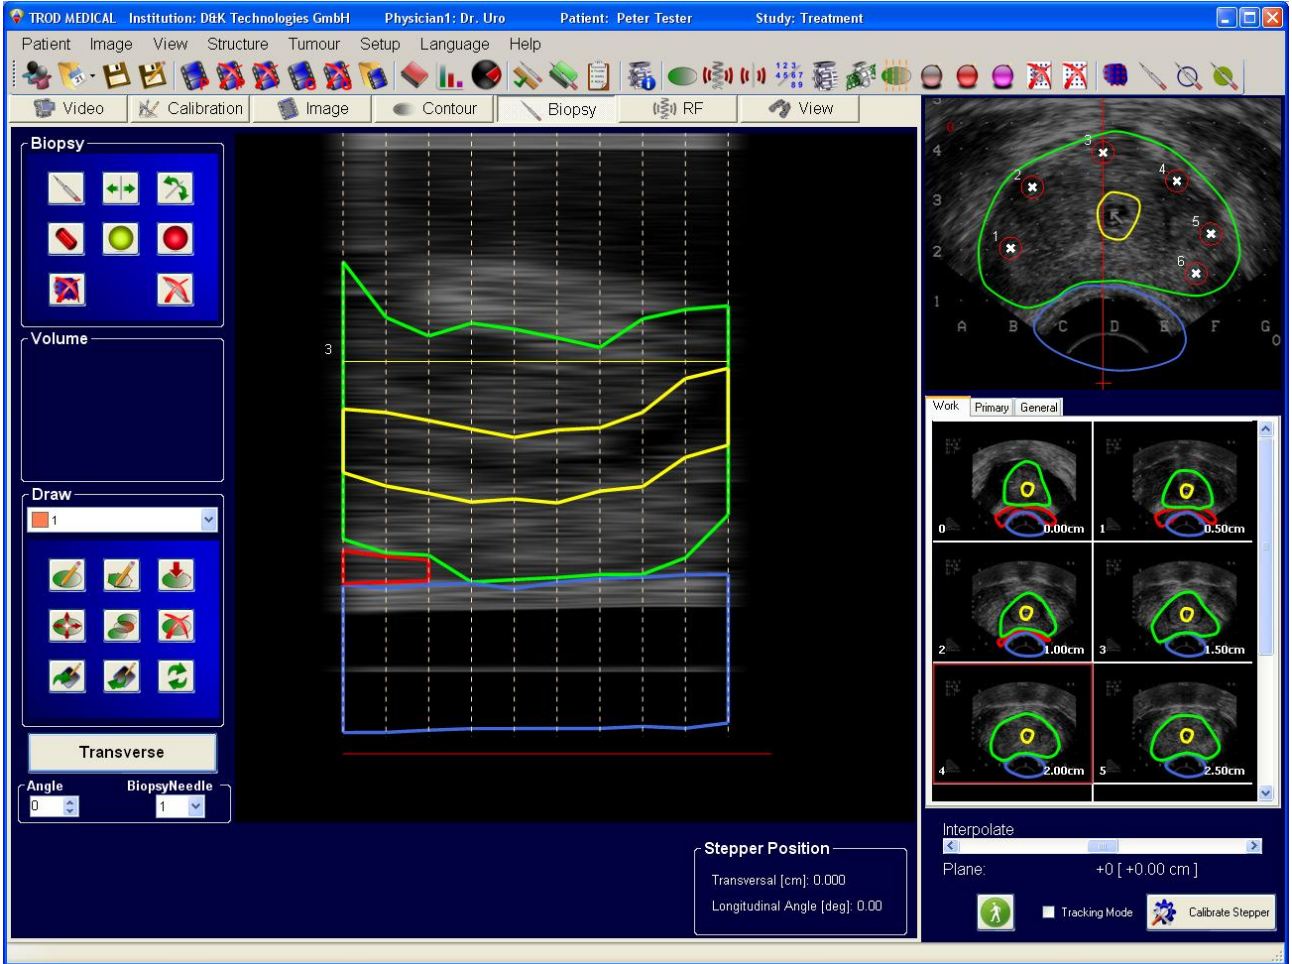 TROD MEDICAL Institution: D&K Technologies GmbH Physician1: Dr. Uro Patient: Peter Tester Study: Treatment
Patient Image View Structure Tumour Setup Language Help
Video Calibration Image Contour Biopsy RF View
Biopsy
Volume
Draw
1
Transverse
Angle BiopsyNeedle
0 1
3
Stepper Position
Transversal [cm]: 0.000
Longitudinal Angle [deg]: 0.00
5
4 3 4
3 2 5
2 1 6
1
A B C D E F G
Work Primary General
0 0.00cm 1 0.50cm
2 1.00cm 3 1.50cm
4 2.00cm 5 2.50cm
Interpolate
Plane: +0 [ +0.00 cm ]
Tracking Mode Calibrate Stepper